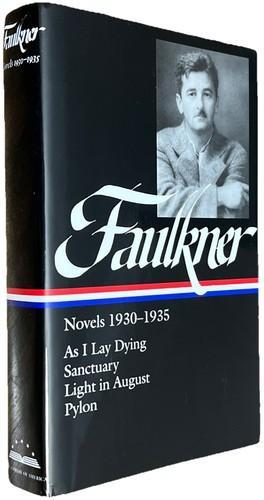 Faulkner
Novels 1930–1935
Faulkner
Novels 1930–1935
As I Lay Dying
Sanctuary
Light in August
Pylon